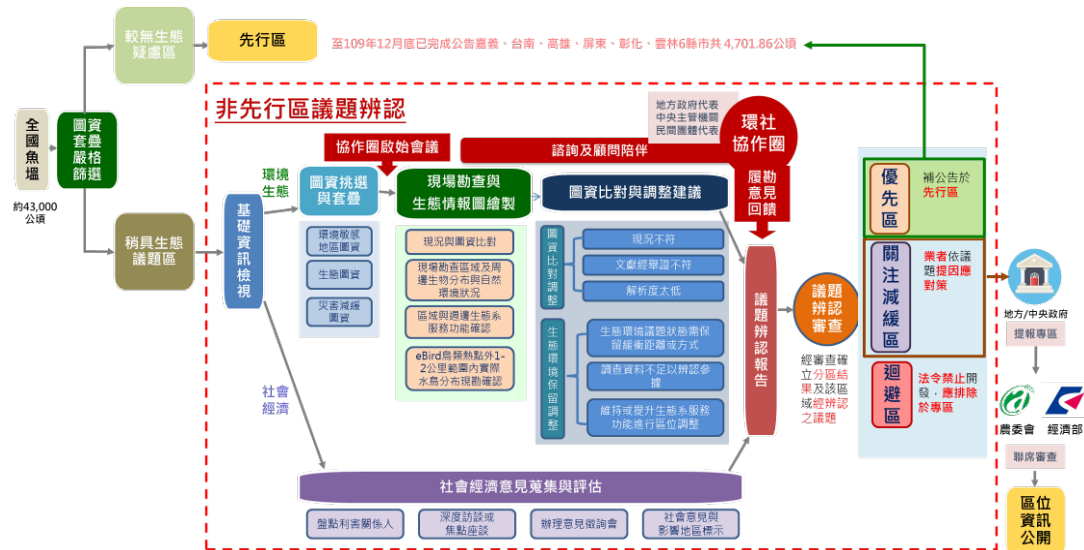 較無生態
疑慮區
先行區
至109年12月底已完成公告嘉義、台南、高雄、屏東、彰化、雲林6縣市共 4,701.86公頃
全國魚塭
約43,000
公頃
圖資套疊
嚴格篩選
稍具生態
議題區
非先行區議題辨認
基礎資訊檢視
環境
生態
社會
經濟
協作圈啟始會議
諮詢及顧問陪伴
地方政府代表
中央主管機關
民間團體代表
環社
協作圈
履勘
意見
回饋
圖資挑選
與套疊
環境敏感
地區圖資
生態圖資
災害減緩
圖資
現場勘查與
生態情報圖繪製
現況與圖資比對
現場勘查區域及周
邊生物分布與自然
環境狀況
區域與週邊生態系
服務功能確認
eBird鳥類熱點外1-
2公里範圍內實際
水鳥分布現勘確認
圖資比對與調整建議
圖資比對調整
現況不符
文獻經舉證不符
解析度太低
生態環境保留調整
生態環境議題狀態需保
留緩衝距離或方式
調查資料不足以辨認參
據
維持或提升生態系服務
功能進行區位調整
社會經濟意見蒐集與評估
盤點利害關係人
深度訪談或
焦點座談
辦理意見徵詢會
社會意見與
影響地區標示
議題辨認報告
議題
辨認
審查
經審查確
立分區結
果及該區
域經辨認
之議題
優先區
補公告於
先行區
關注減緩區
業者依議
題提因應
對策
迴避區
法令禁止開
發，應排除
於專區
地方/中央政府
提報專區
農委會
經濟部
聯席審查
區位
資訊
公開